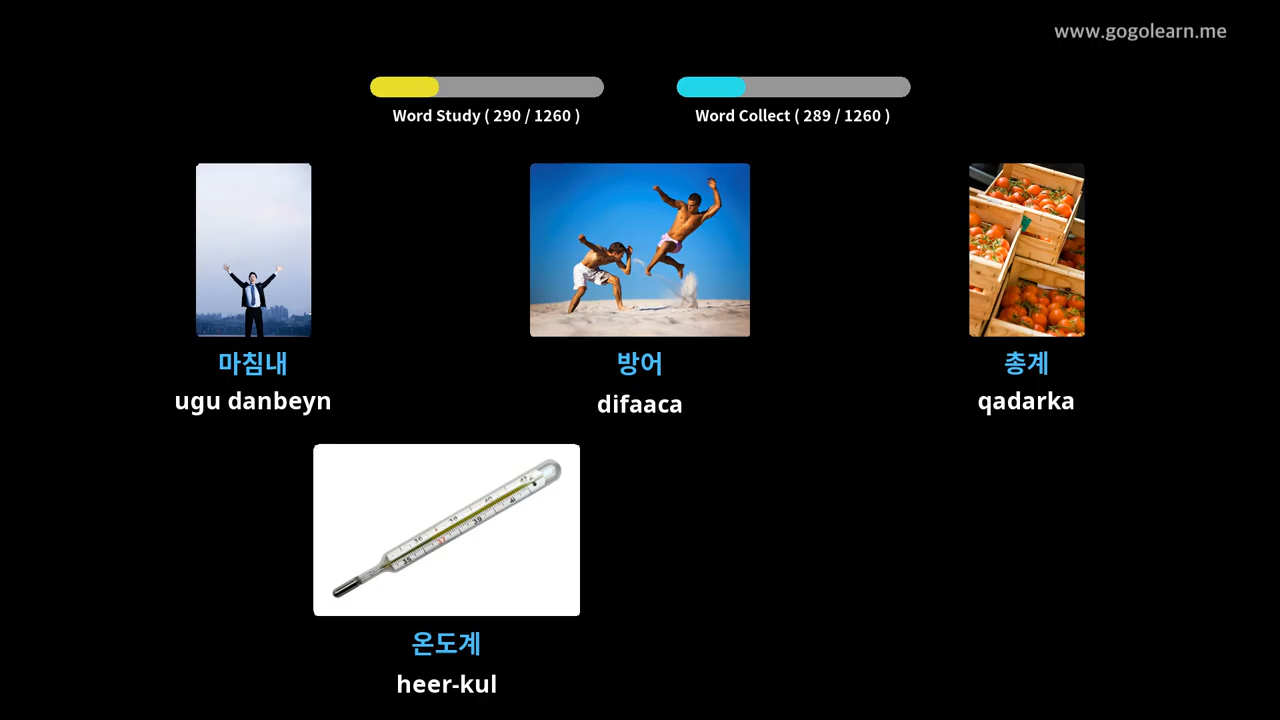 www.gogolearn.me
Word Study ( 290 / 1260 )
Word Collect ( 289 / 1260 )
마침내
ugu danbeyn
방어
difaaca
총계
qadarka
온도계
heer-kul